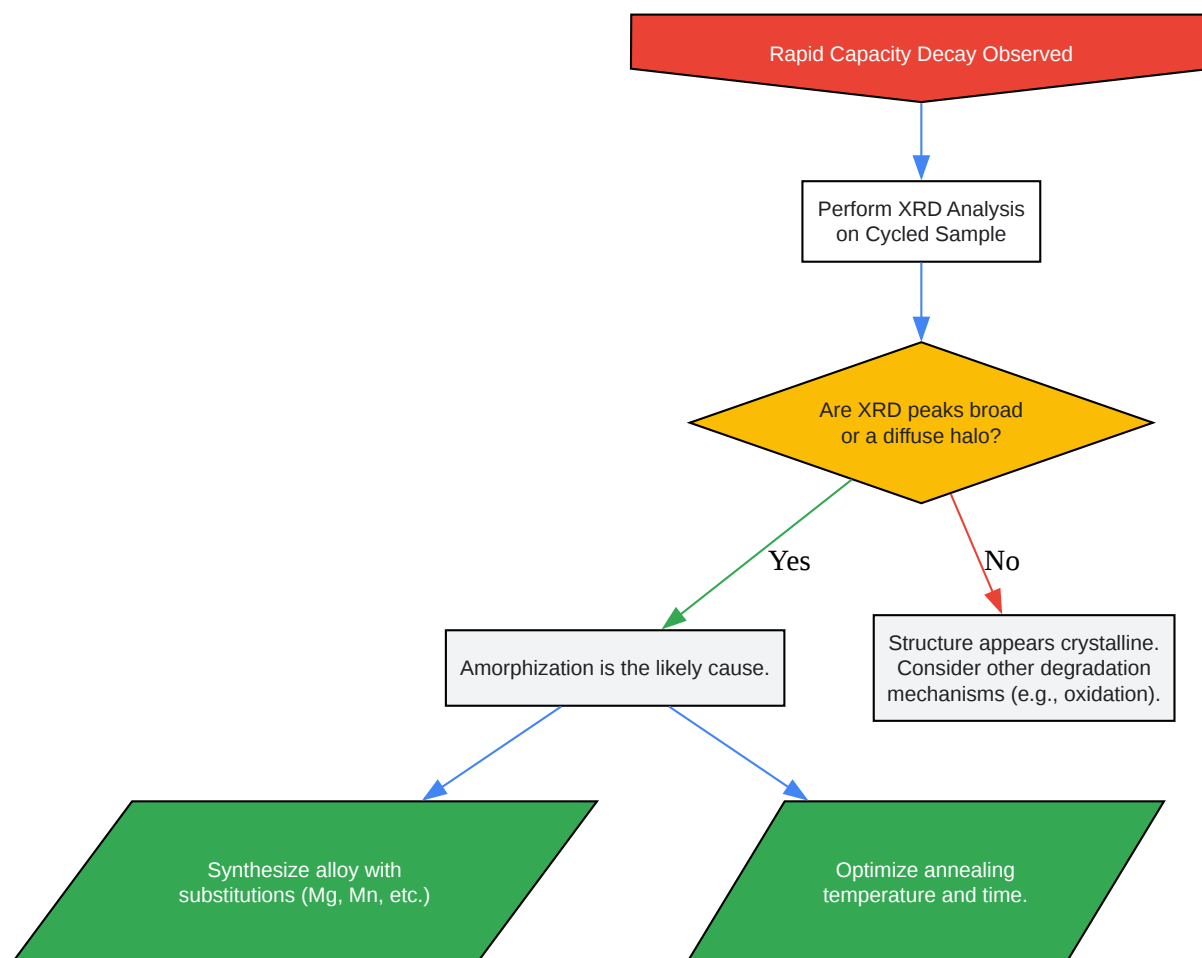 Rapid Capacity Decay Observed
Perform XRD Analysis
on Cycled Sample
Are XRD peaks broad
or a diffuse halo?
Yes
No
Amorphization is the likely cause.
Structure appears crystalline.
Consider other degradation
mechanisms (e.g., oxidation).
Synthesize alloy with
substitutions (Mg, Mn, etc.)
Optimize annealing
temperature and time.